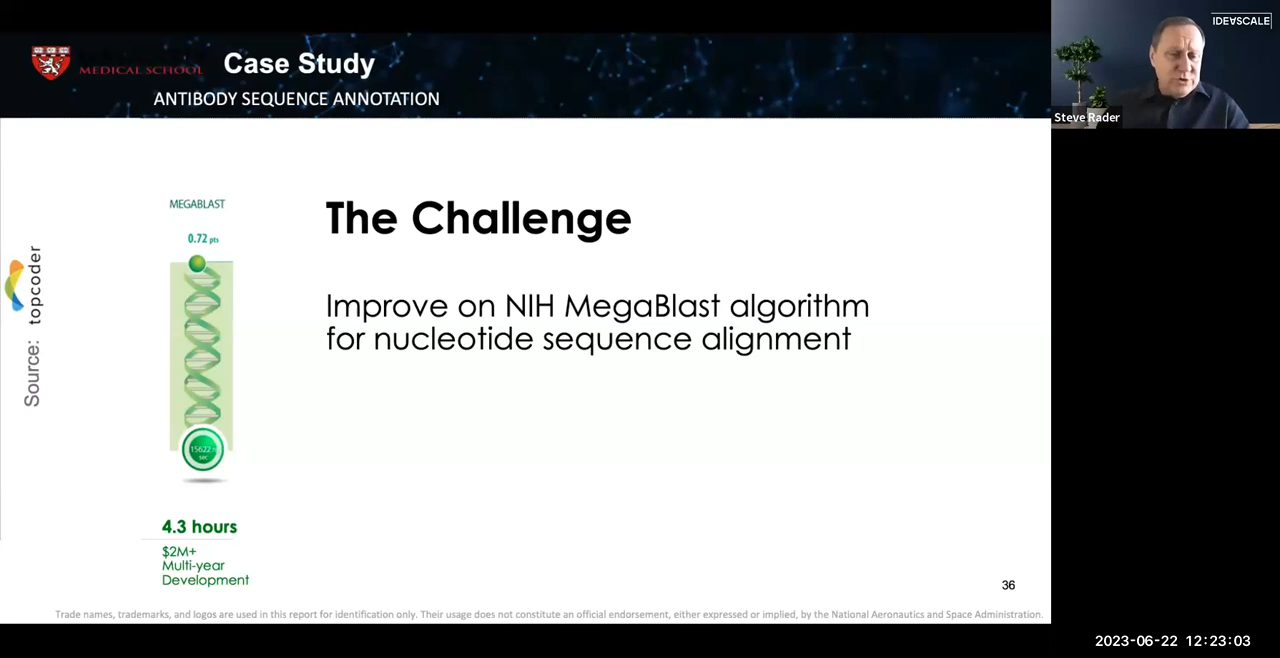 MEDICAL SCHOOL
Case Study
ANTIBODY SEQUENCE ANNOTATION
IDEASCALE
Steve Rader
MEGABLAST
0.72 pts
The Challenge
Improve on NIH MegaBlast algorithm
for nucleotide sequence alignment
Source: topcoder
sec
4.3 hours
$2M+
Multi-year
Development
36
Trade names, trademarks, and logos are used in this report for identification only. Their usage does not constitute an official endorsement, either expressed or implied, by the National Aeronautics and Space Administration.
2023-06-22 12:23:03